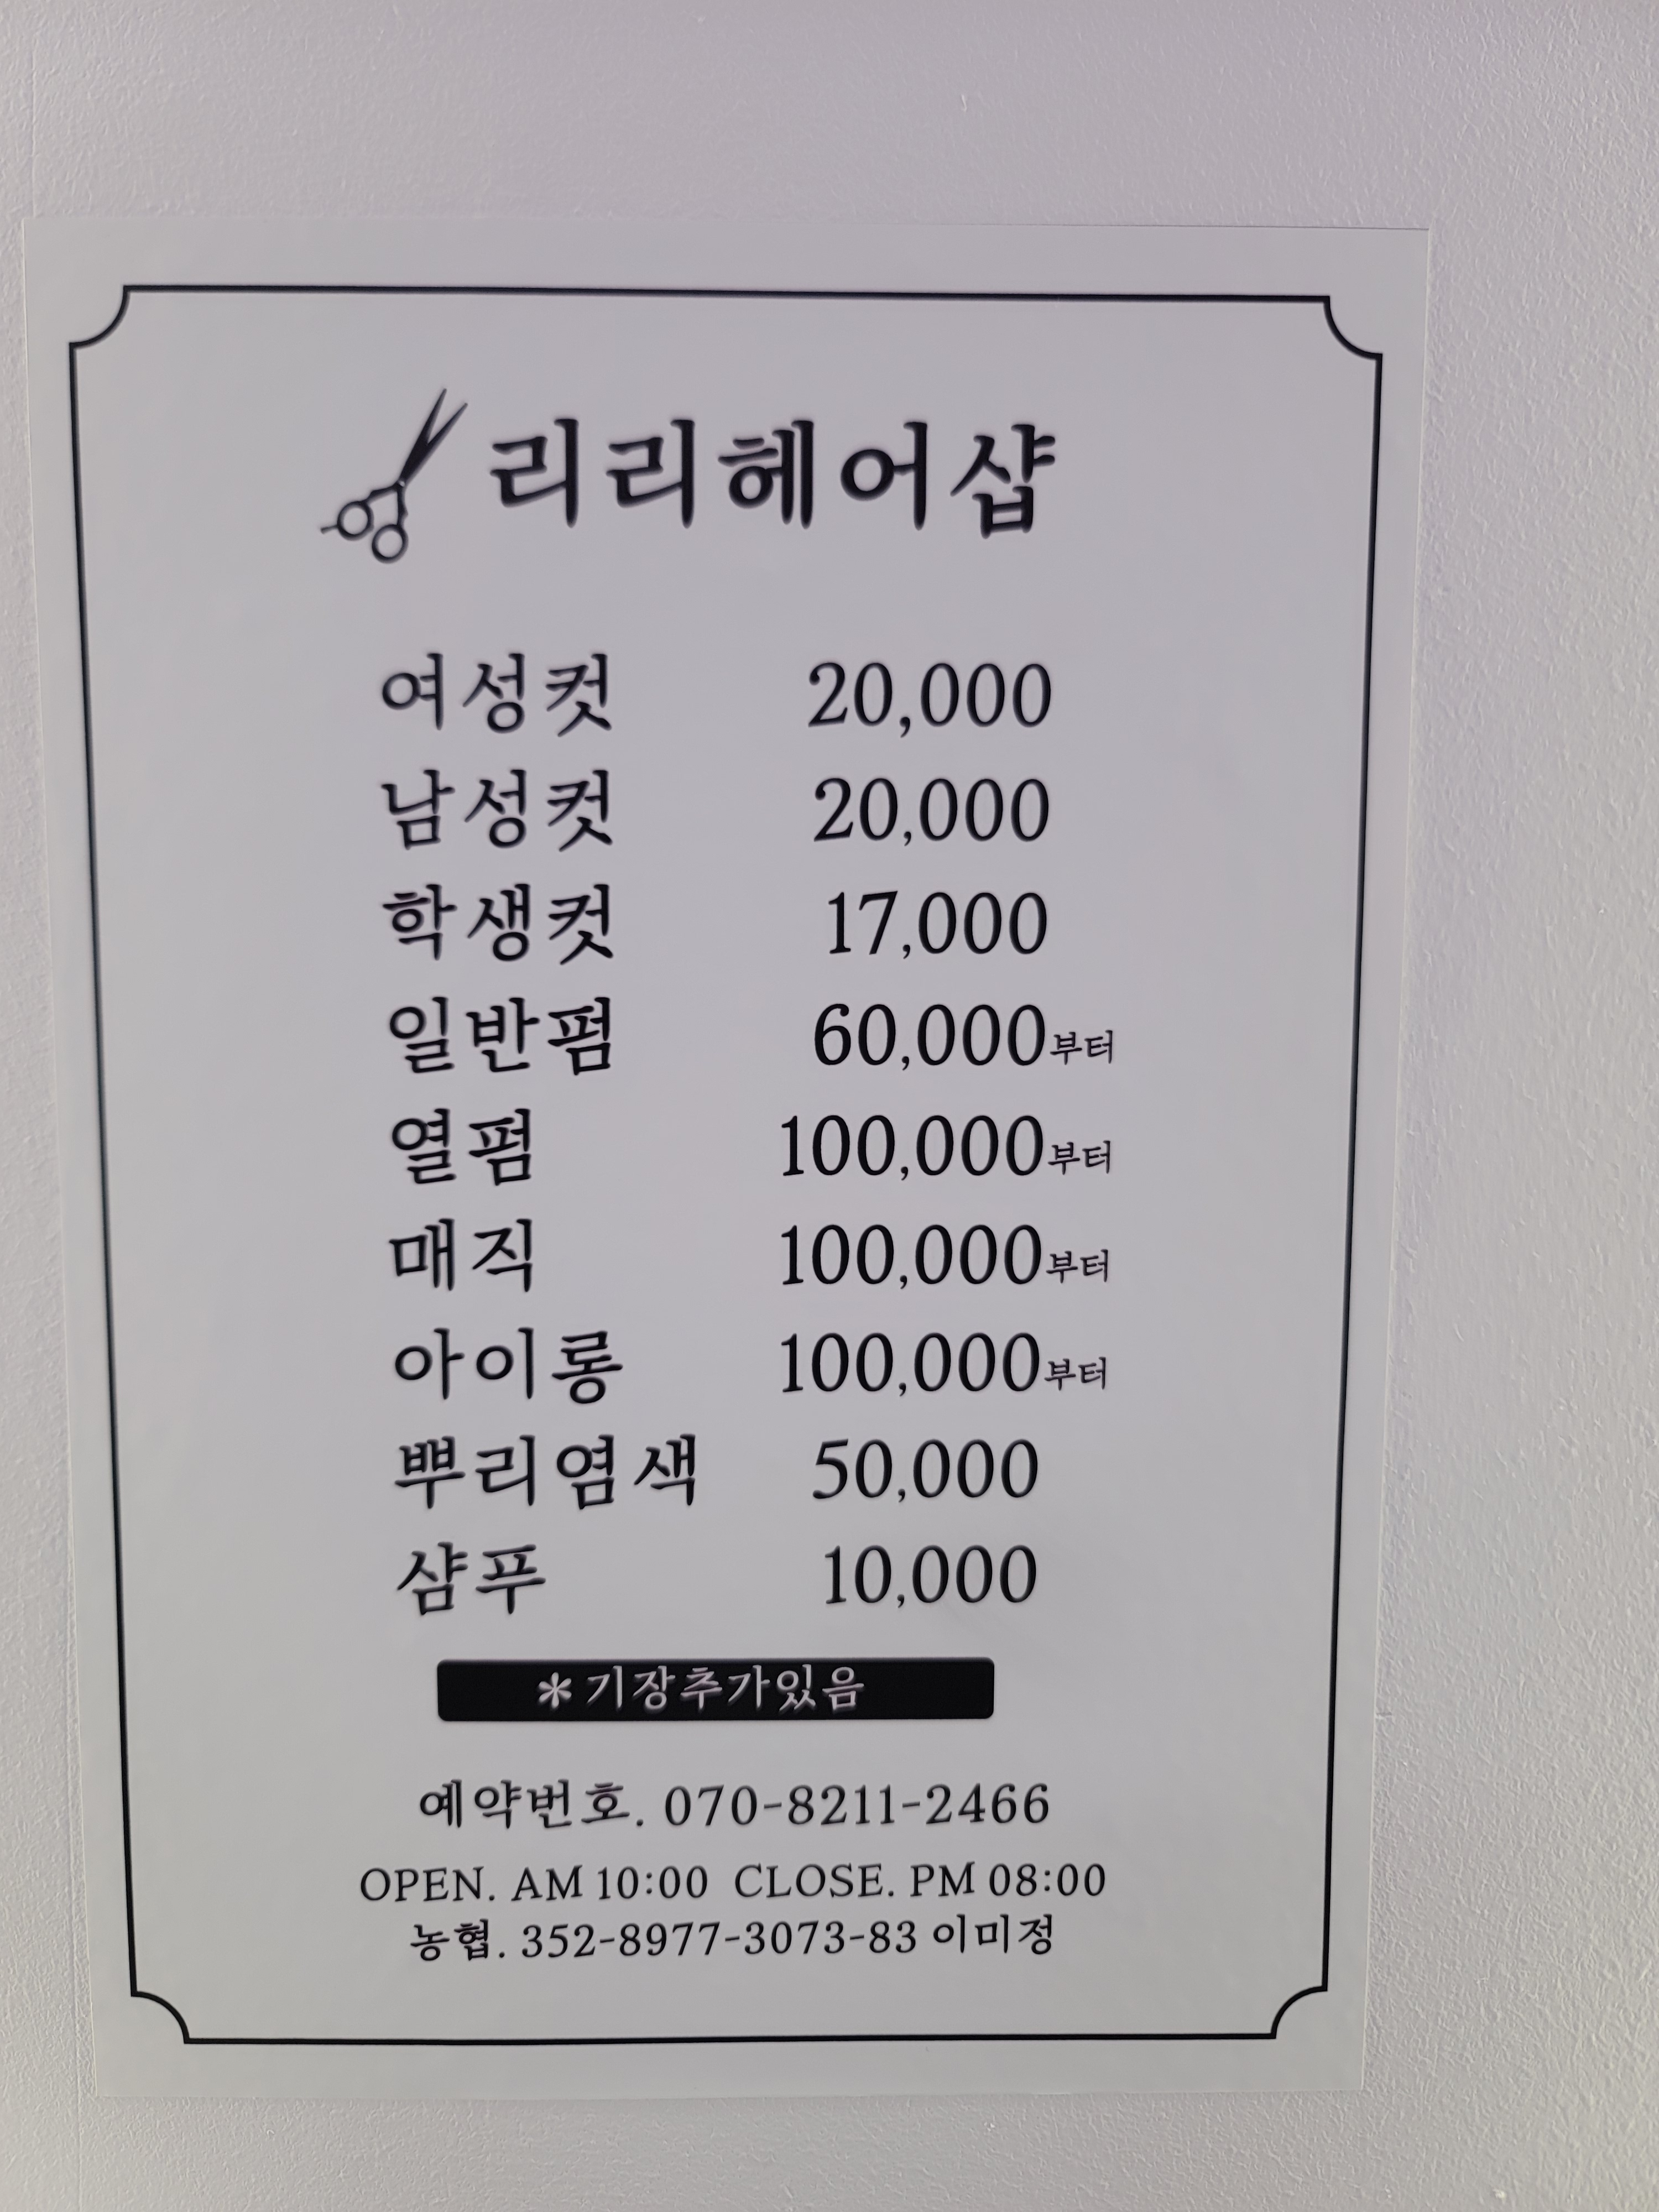 리리헤어샵
여성컷 20,000
남성컷 20,000
학생컷 17,000
일반펌 60,000부터
열펌 100,000부터
매직 100,000부터
아이롱 100,000부터
뿌리염색 50,000
샴푸 10,000
*기장추가있음
예약번호. 070-8211-2466
OPEN. AM 10:00 CLOSE. PM 08:00
농협. 352-8977-3073-83 이미정